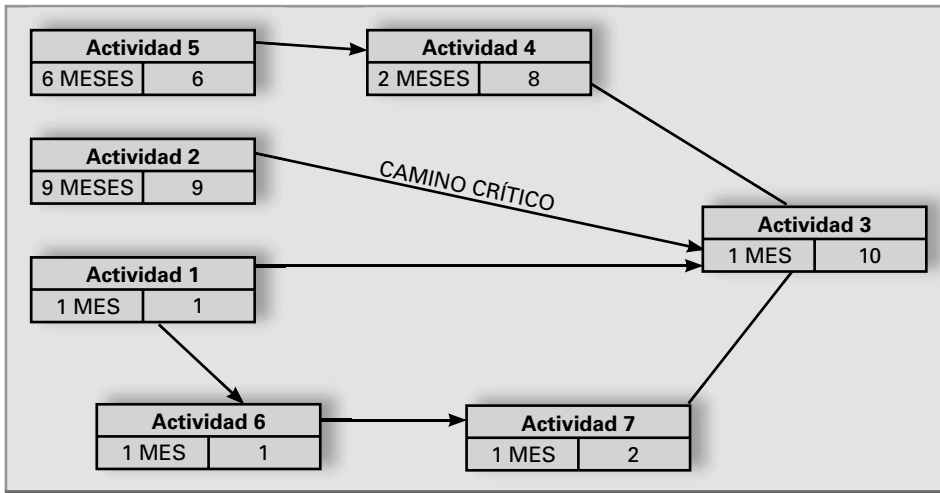 Actividad 5
6 MESES 6
Actividad 4
2 MESES 8
Actividad 2
9 MESES 9
CAMINO CRÍTICO
Actividad 3
1 MES 10
Actividad 1
1 MES 1
Actividad 6
1 MES 1
Actividad 7
1 MES 2